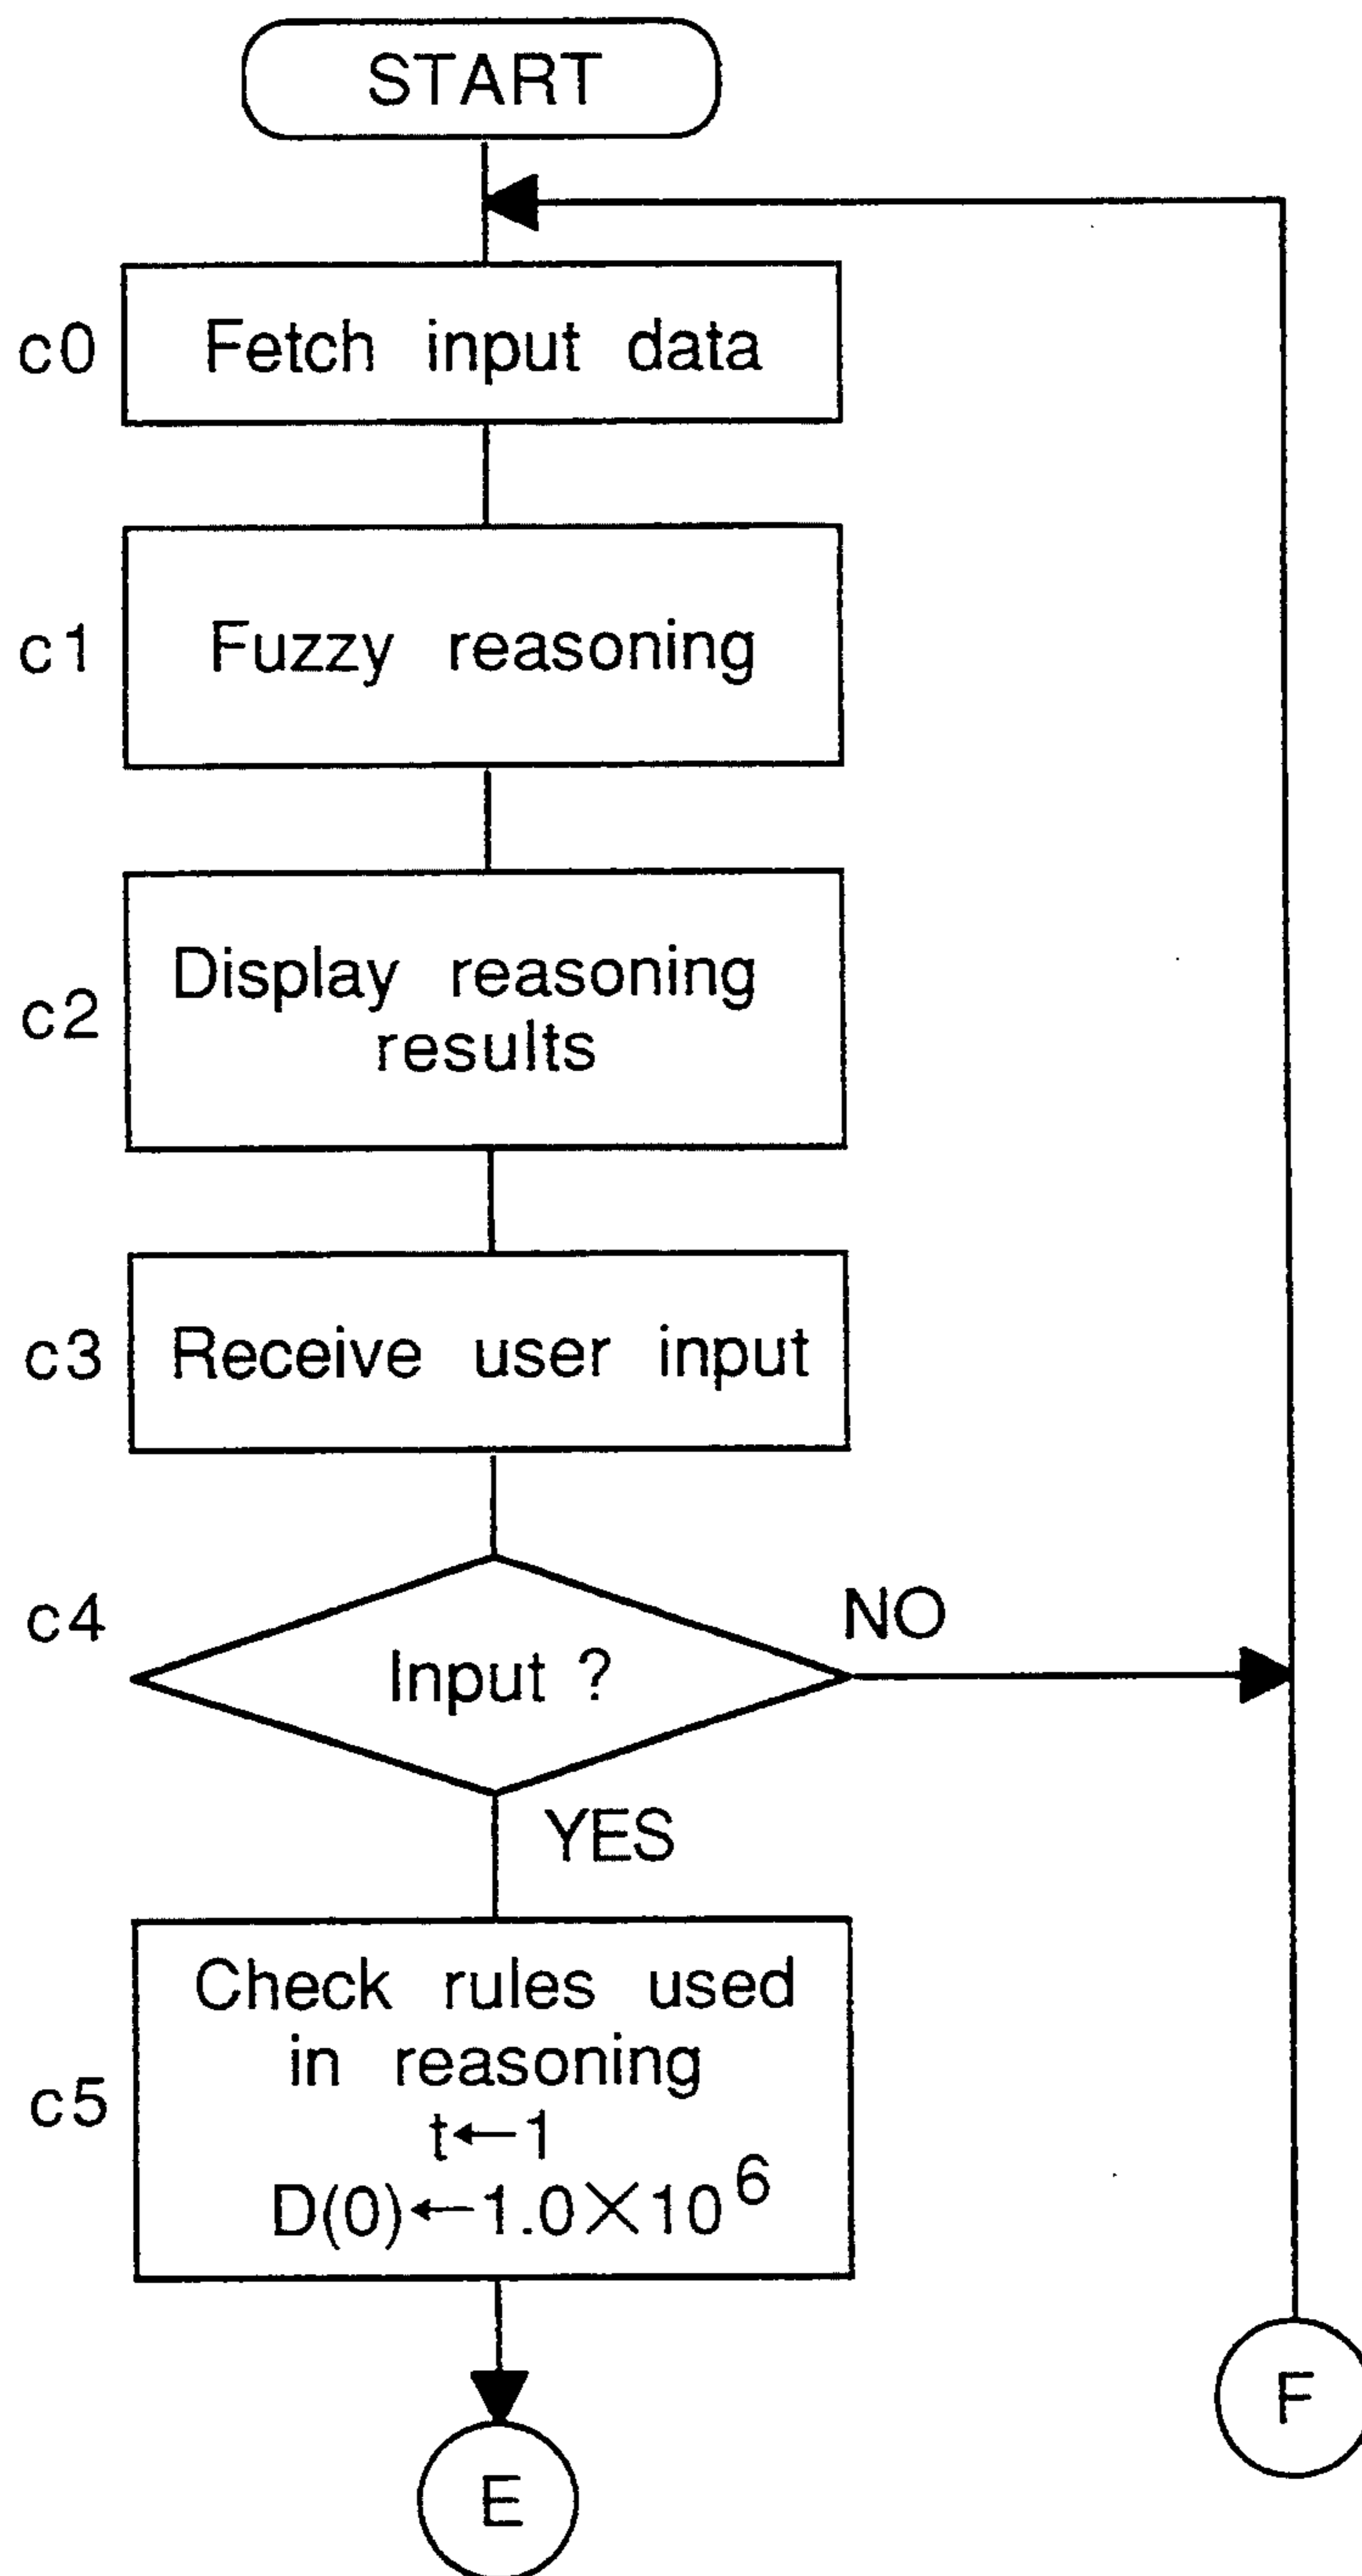 START
c0
Fetch input data
c1
Fuzzy reasoning
c2
Display reasoning
results
c3
Receive user input
c4
Input ?
NO
YES
c5
Check rules used
in reasoning
t←1
D(0)←1.0×10⁶
E
F